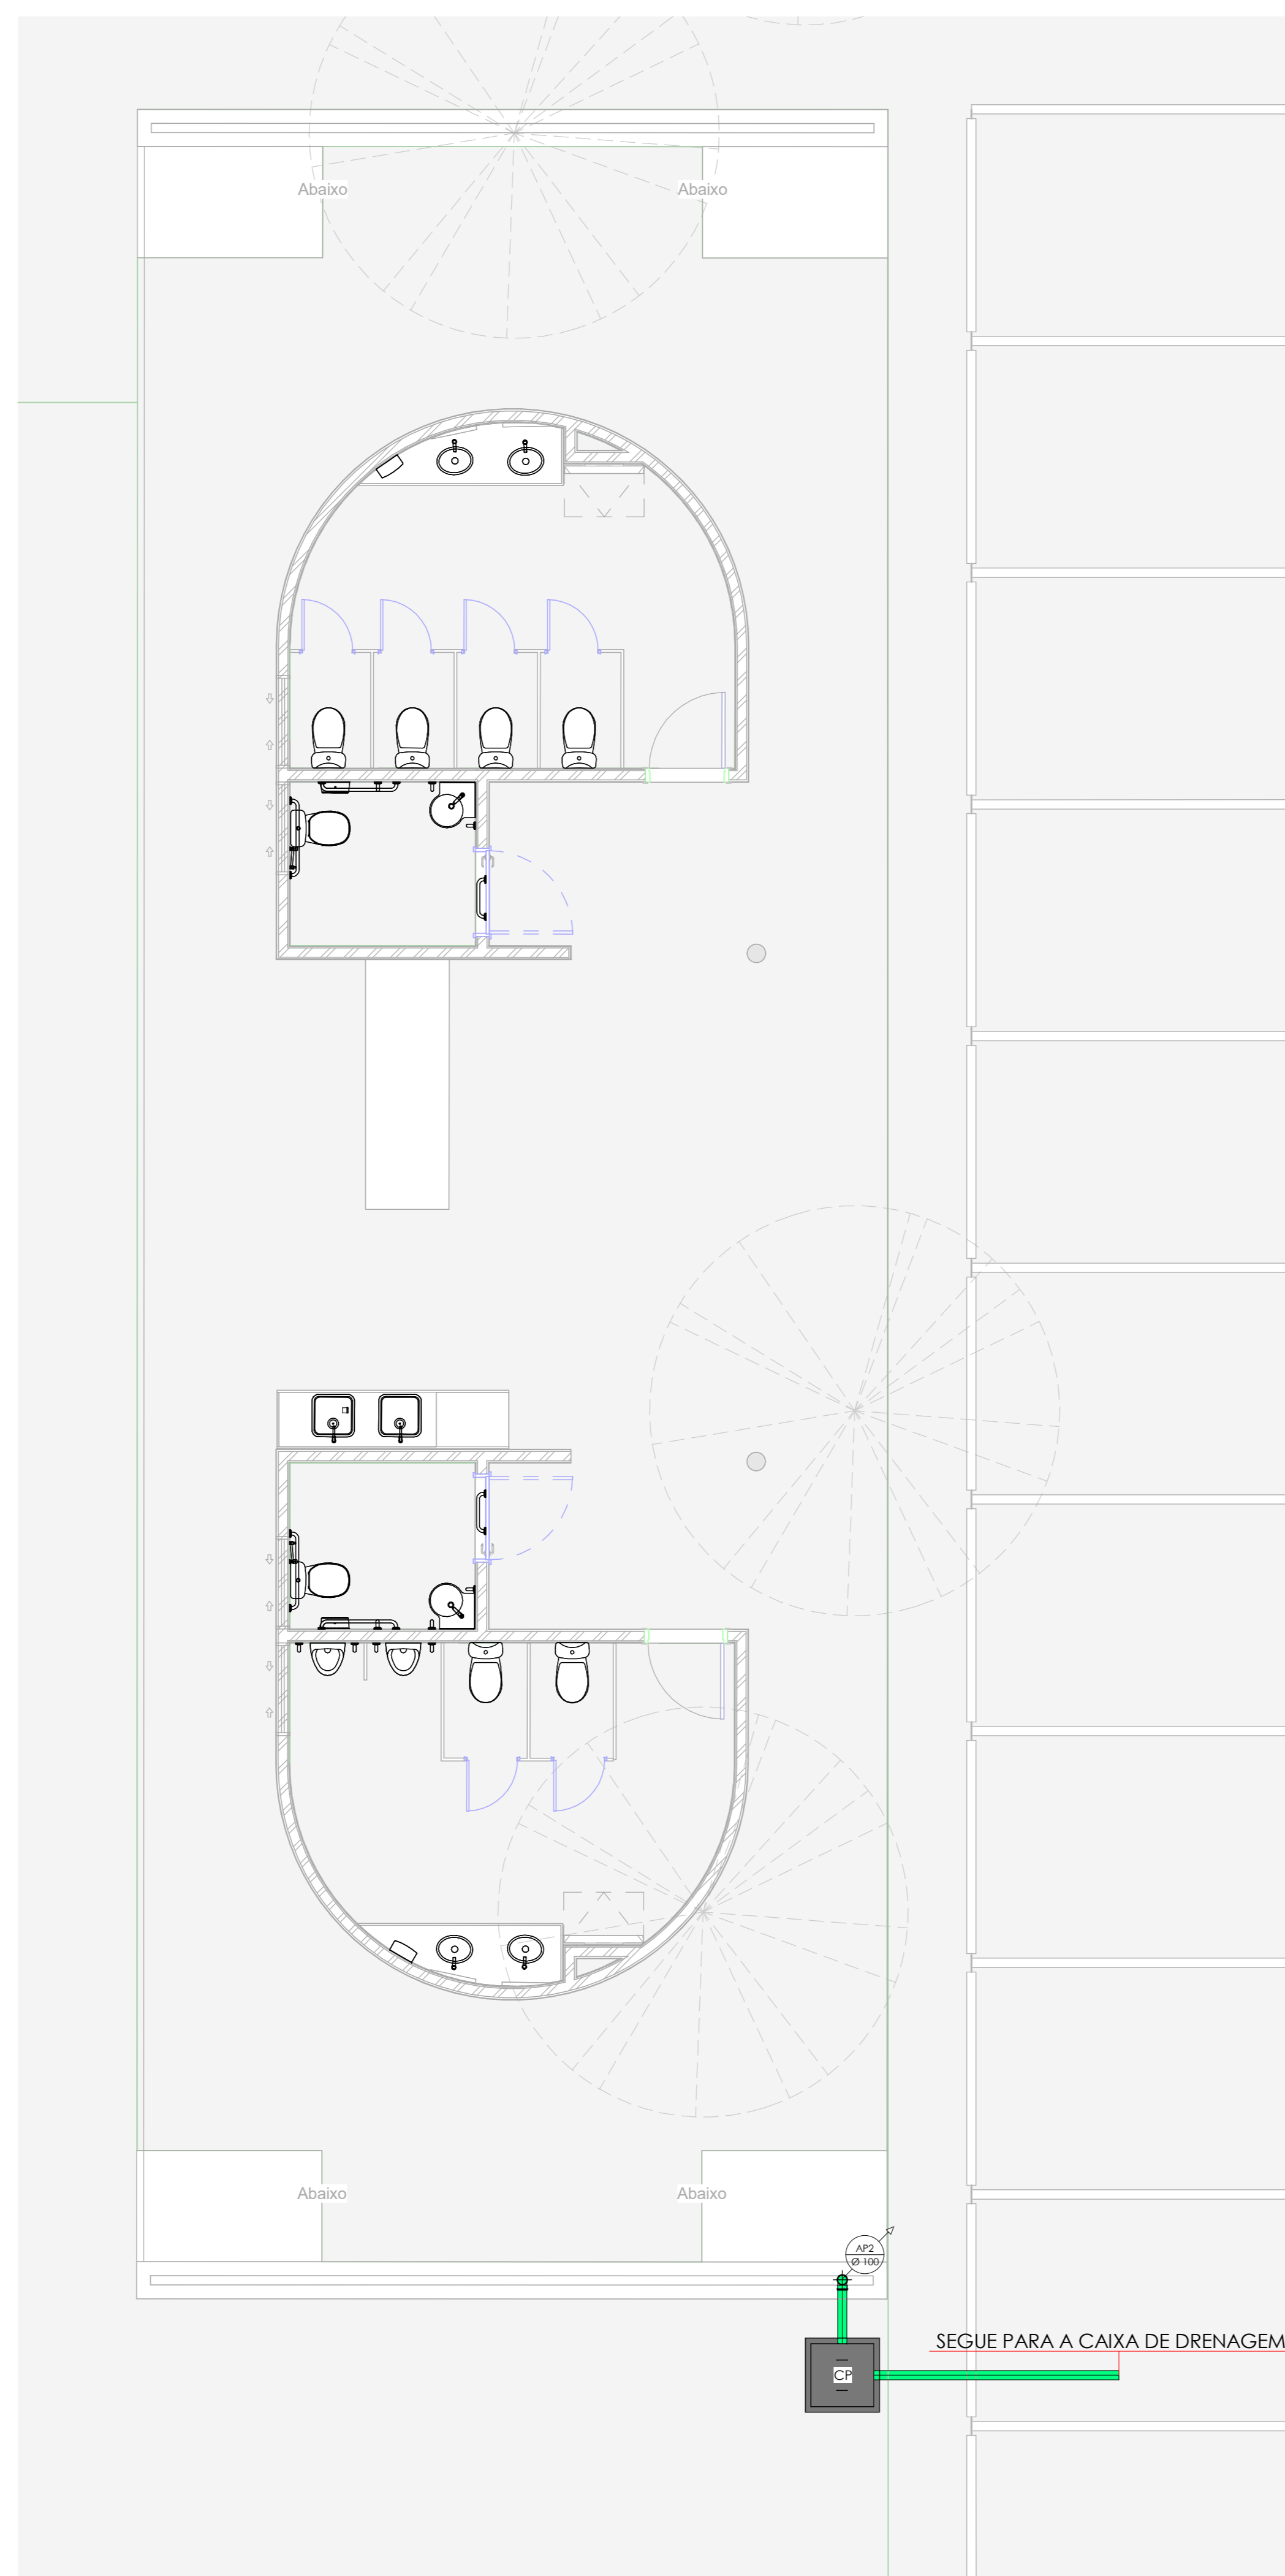 Abaixo
Abaixo
Abaixo
Abaixo
AP2
Ø 100
SEGUE PARA A CAIXA DE DRENAGEM
CP